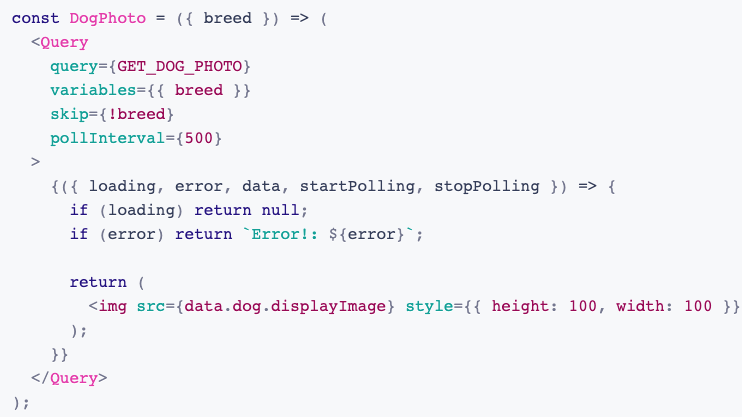 const DogPhoto = ({ breed }) => (
  <Query
    query={GET_DOG_PHOTO}
    variables={{ breed }}
    skip={!breed}
    pollInterval={500}
  >
    {({ loading, error, data, startPolling, stopPolling }) => {
      if (loading) return null;
      if (error) return `Error!: ${error}`;

      return (
        <img src={data.dog.displayImage} style={{ height: 100, width: 100 }}
      );
    }}
  </Query>
);